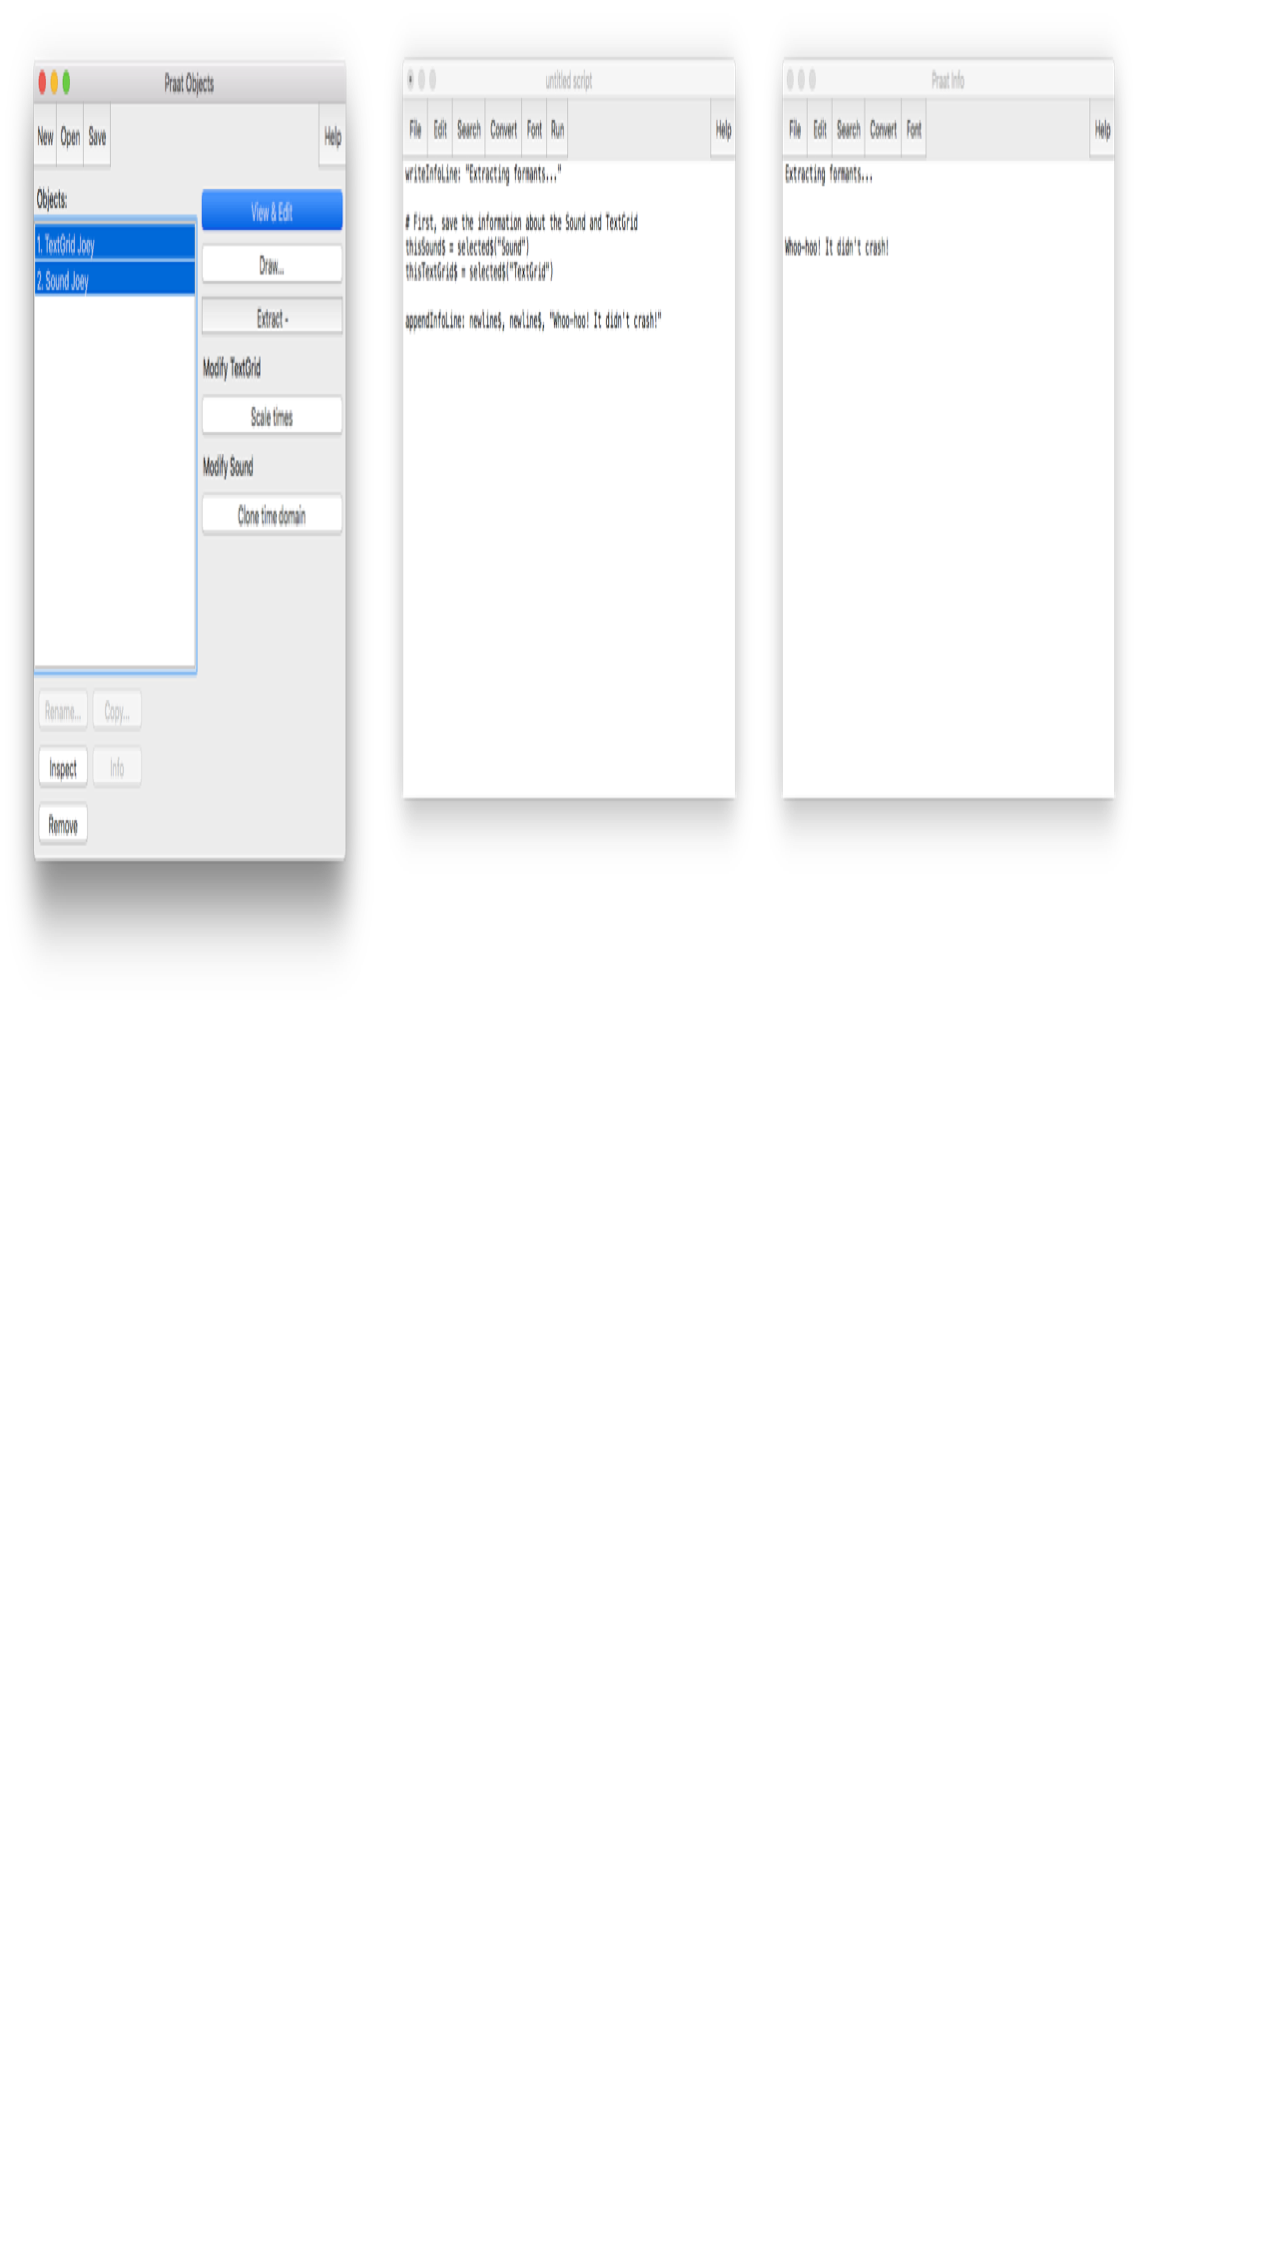 Praat Objects
New Open Save Help
Objects:
1. TextGrid Joey
2. Sound Joey
View & Edit
Draw...
Extract -
Modify TextGrid
Scale times
Modify Sound
Clone time domain
Rename... Copy...
Inspect Info
Remove
untitled script
File Edit Search Convert Font Run Help
writeInfoLine: "Extracting formants..."
# First, save the information about the Sound and TextGrid
thisSound$ = selected$("Sound")
thisTextGrid$ = selected$("TextGrid")
appendInfoLine: newline$, newline$, "Whoo-hoo! It didn't crash!"
Praat Info
File Edit Search Convert Font Help
Extracting formants...
Whoo-hoo! It didn't crash!